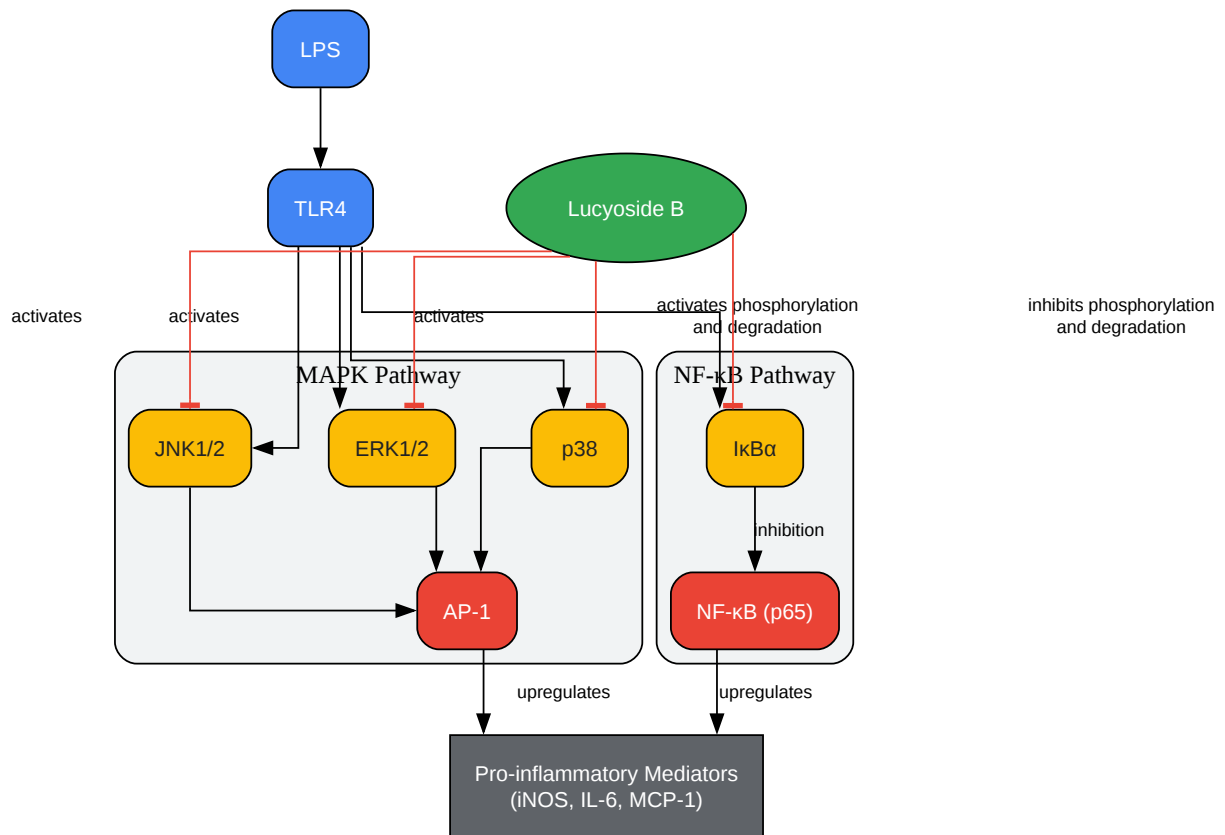 LPS
TLR4
Lucyoside B
activates
activates
activates
activates phosphorylation
and degradation
inhibits phosphorylation
and degradation
MAPK Pathway
NF-κB Pathway
JNK1/2
ERK1/2
p38
IκBα
inhibition
AP-1
NF-κB (p65)
upregulates
upregulates
Pro-inflammatory Mediators
(iNOS, IL-6, MCP-1)